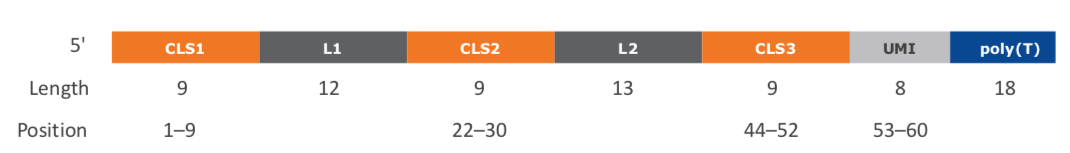 5' CLS1 L1 CLS2 L2 CLS3 UMI poly(T)
Length 9 12 9 13 9 8 18
Position 1–9 22–30 44–52 53–60